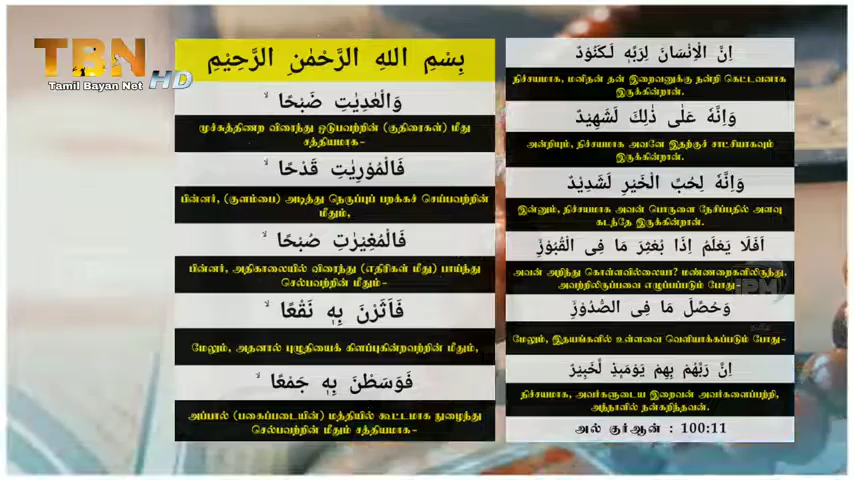 TBN HD
Tamil Bayan Net
بِسْمِ اللهِ الرَّحْمٰنِ الرَّحِيْمِ
وَالْعٰدِيٰتِ ضَبْحًا ۙ
மூச்சுத்திணற விரைந்து ஓடுபவற்றின் (குதிரைகள்) மீது
சத்தியமாக-
فَالْمُوْرِيٰتِ قَدْحًا ۙ
பின்னர், (குளம்பை) அடித்து நெருப்புப் பறக்கச் செய்பவற்றின்
மீதும்,
فَالْمُغِيْرٰتِ صُبْحًا ۙ
பின்னர், அதிகாலையில் விரைந்து (எதிரிகள் மீது) பாய்ந்து
செல்பவற்றின் மீதும்-
فَاَثَرْنَ بِهٖ نَقْعًا ۙ
மேலும், அதனால் புழுதியைக் கிளப்புகின்றவற்றின் மீதும்,
فَوَسَطْنَ بِهٖ جَمْعًا ۙ
அப்பால் (பகைப்படையின்) மத்தியில் கூட்டமாக நுழைந்து
செல்பவற்றின் மீதும் சத்தியமாக-
اِنَّ الْاِنْسَانَ لِرَبِّهٖ لَـكَنُوْدٌ
நிச்சயமாக, மனிதன் தன் இறைவனுக்கு நன்றி கெட்டவனாக
இருக்கின்றான்.
وَاِنَّهٗ عَلٰى ذٰلِكَ لَشَهِيْدٌ
அன்றியும், நிச்சயமாக அவனே இதற்குச் சாட்சியாகவும்
இருக்கின்றான்.
وَاِنَّهٗ لِحُبِّ الْخَيْرِ لَشَدِيْدٌ
இன்னும், நிச்சயமாக அவன் பொருளை நேசிப்பதில் அளவு
கடந்தே இருக்கின்றான்.
اَفَلَا يَعْلَمُ اِذَا بُعْثِرَ مَا فِى الْقُبُوْرِ
அவன் அறிந்து கொள்ளவில்லையா? மண்ணறைகளிலிருந்து,
அவற்றிலிருப்பவை எழுப்பப்படும் போது-
وَحُصِّلَ مَا فِى الصُّدُوْرِ
மேலும், இதயங்களில் உள்ளவை வெளியாக்கப்படும் போது-
اِنَّ رَبَّهُمْ بِهِمْ يَوْمَٮِٕذٍ لَّخَبِيْرٌ
நிச்சயமாக, அவர்களுடைய இறைவன் அவர்களைப்பற்றி,
அந்நாளில் நன்கறிந்தவன்.
அல் குர்ஆன் : 100:11